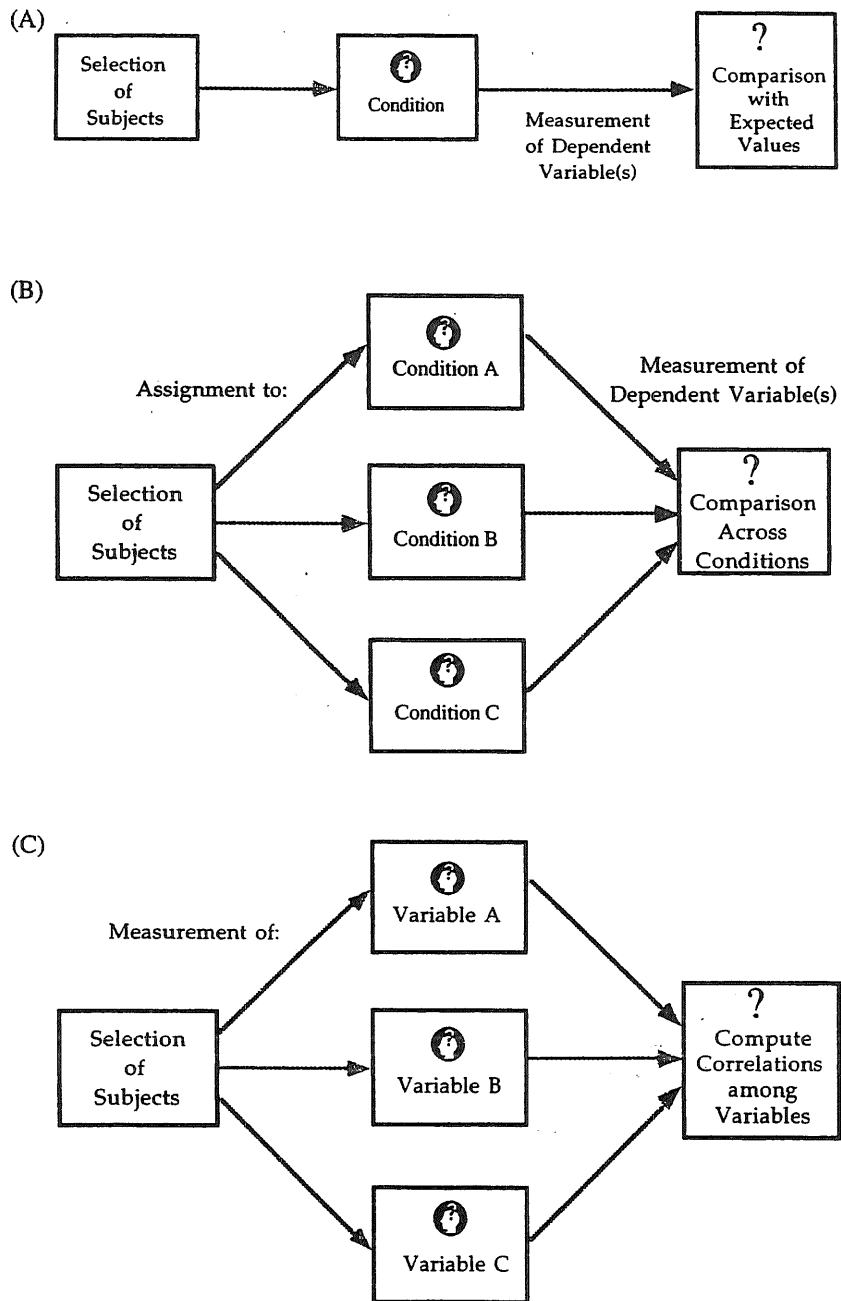 (A)
Selection
of
Subjects
?
Condition
Measurement
of Dependent
Variable(s)
?
Comparison
with
Expected
Values
(B)
Assignment to:
Selection
of
Subjects
?
Condition A
?
Condition B
?
Condition C
Measurement of
Dependent Variable(s)
?
Comparison
Across
Conditions
(C)
Measurement of:
Selection
of
Subjects
?
Variable A
?
Variable B
?
Variable C
?
Compute
Correlations
among
Variables